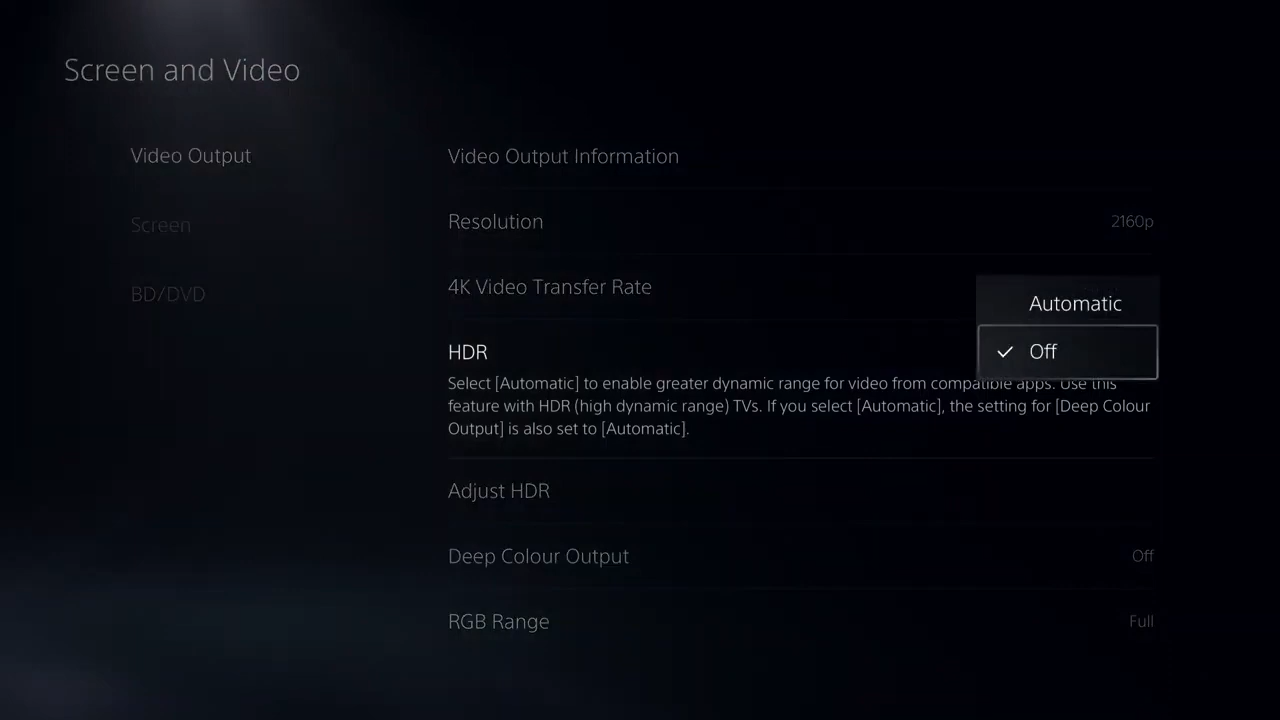 Screen and Video
Video Output
Screen
BD/DVD
Video Output Information
Resolution
2160p
4K Video Transfer Rate
Automatic
Off
HDR
Select [Automatic] to enable greater dynamic range for video from compatible apps. Use this
feature with HDR (high dynamic range) TVs. If you select [Automatic], the setting for [Deep Colour
Output] is also set to [Automatic].
Adjust HDR
Deep Colour Output
Off
RGB Range
Full